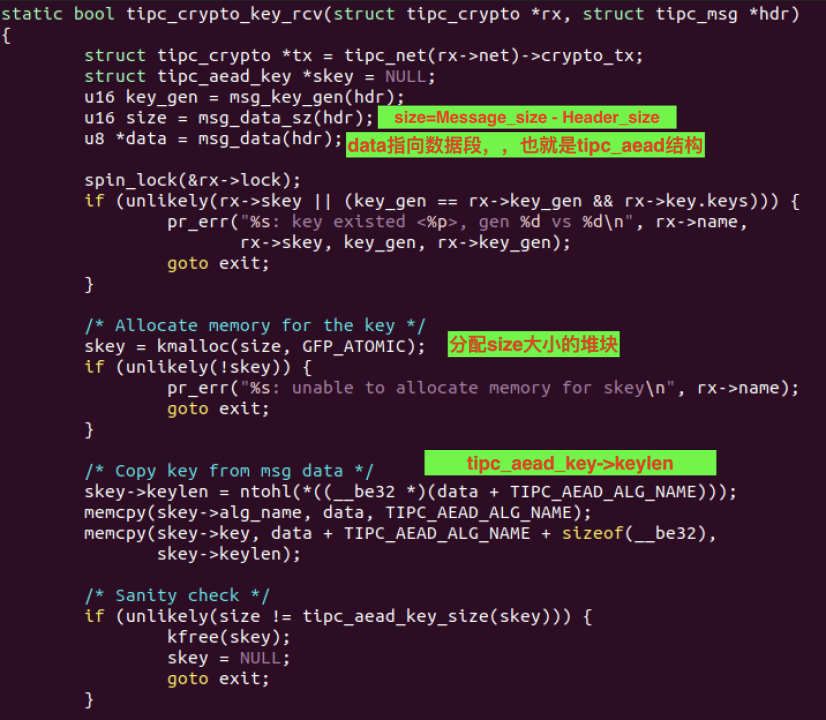 static bool tipc_crypto_key_rcv(struct tipc_crypto *rx, struct tipc_msg *hdr)
{
        struct tipc_crypto *tx = tipc_net(rx->net)->crypto_tx;
        struct tipc_aead_key *skey = NULL;
        u16 key_gen = msg_key_gen(hdr);
        u16 size = msg_data_sz(hdr); size=Message_size - Header_size
        u8 *data = msg_data(hdr); data指向数据段，，也就是tipc_aead结构

        spin_lock(&rx->lock);
        if (unlikely(rx->skey || (key_gen == rx->key_gen && rx->key.keys))) {
                pr_err("%s: key existed <%p>, gen %d vs %d\n", rx->name,
                       rx->skey, key_gen, rx->key_gen);
                goto exit;
        }

        /* Allocate memory for the key */
        skey = kmalloc(size, GFP_ATOMIC); 分配size大小的堆块
        if (unlikely(!skey)) {
                pr_err("%s: unable to allocate memory for skey\n", rx->name);
                goto exit;
        }

        /* Copy key from msg data */ tipc_aead_key->keylen
        skey->keylen = ntohl(*((__be32 *)(data + TIPC_AEAD_ALG_NAME)));
        memcpy(skey->alg_name, data, TIPC_AEAD_ALG_NAME);
        memcpy(skey->key, data + TIPC_AEAD_ALG_NAME + sizeof(__be32),
               skey->keylen);

        /* Sanity check */
        if (unlikely(size != tipc_aead_key_size(skey))) {
                kfree(skey);
                skey = NULL;
                goto exit;
        }